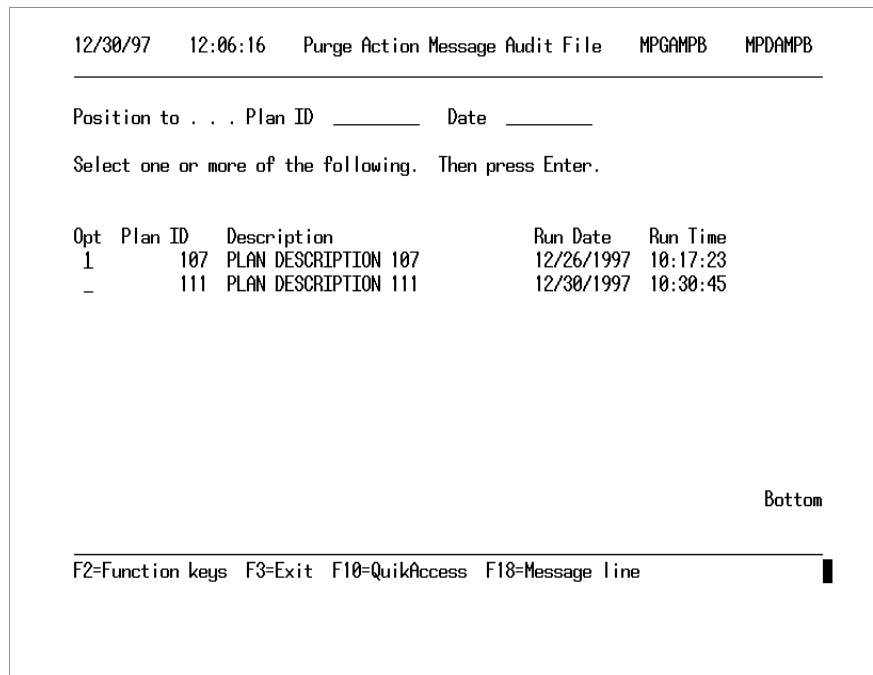 12/30/97 12:06:16 Purge Action Message Audit File MPGAMPB MPDAMPB
Position to . . . Plan ID ________ Date ________
Select one or more of the following. Then press Enter.
Opt Plan ID Description Run Date Run Time
1 107 PLAN DESCRIPTION 107 12/26/1997 10:17:23
_ 111 PLAN DESCRIPTION 111 12/30/1997 10:30:45
Bottom
F2=Function keys F3=Exit F10=QuikAccess F18=Message line